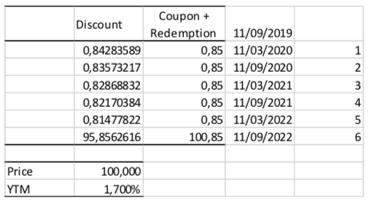 Discount Coupon + Redemption 11/09/2019
0,84283589 0,85 11/03/2020 1
0,83573217 0,85 11/09/2020 2
0,82868832 0,85 11/03/2021 3
0,82170384 0,85 11/09/2021 4
0,81477822 0,85 11/03/2022 5
95,8562616 100,85 11/09/2022 6
Price 100,000
YTM 1,700%